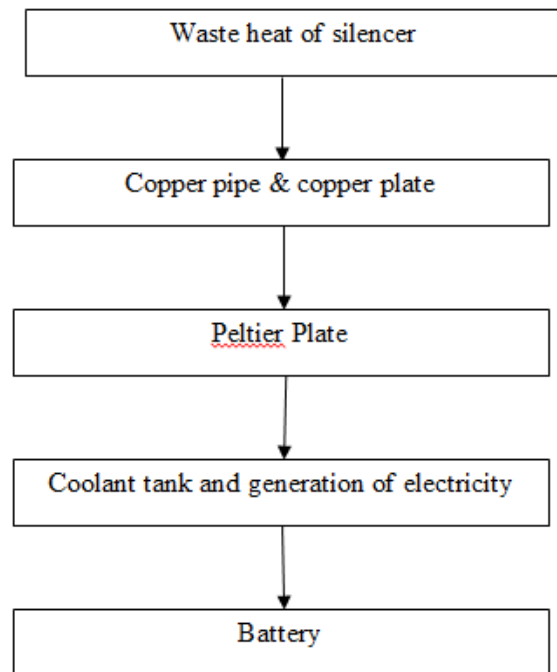 Waste heat of silencer
Copper pipe & copper plate
Peltier Plate
Coolant tank and generation of electricity
Battery